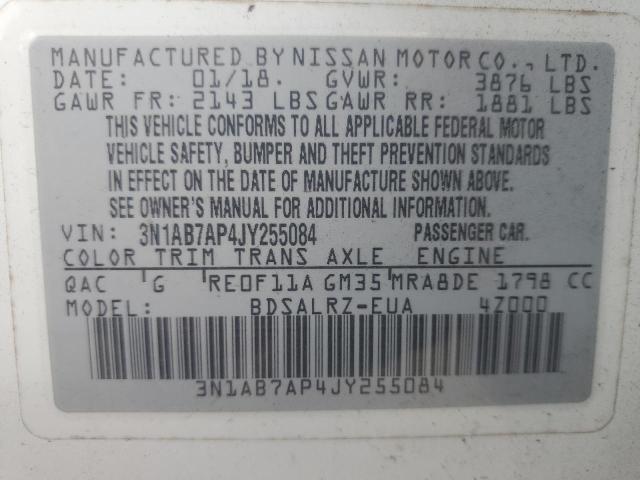 MANUFACTURED BY NISSAN MOTOR CO., LTD.
DATE: 01/18. GVWR: 3876 LBS
GAWR FR: 2143 LBS GAWR RR: 1881 LBS
THIS VEHICLE CONFORMS TO ALL APPLICABLE FEDERAL MOTOR
VEHICLE SAFETY, BUMPER AND THEFT PREVENTION STANDARDS
IN EFFECT ON THE DATE OF MANUFACTURE SHOWN ABOVE.
SEE OWNER'S MANUAL FOR ADDITIONAL INFORMATION.
VIN: 3N1AB7AP4JY255084 PASSENGER CAR.
COLOR TRIM TRANS AXLE ENGINE
QAC G RE0F11A GM35 MRA8DE 1798 CC
MODEL: BDSALRZ-EUA 4Z000
3N1AB7AP4JY255084